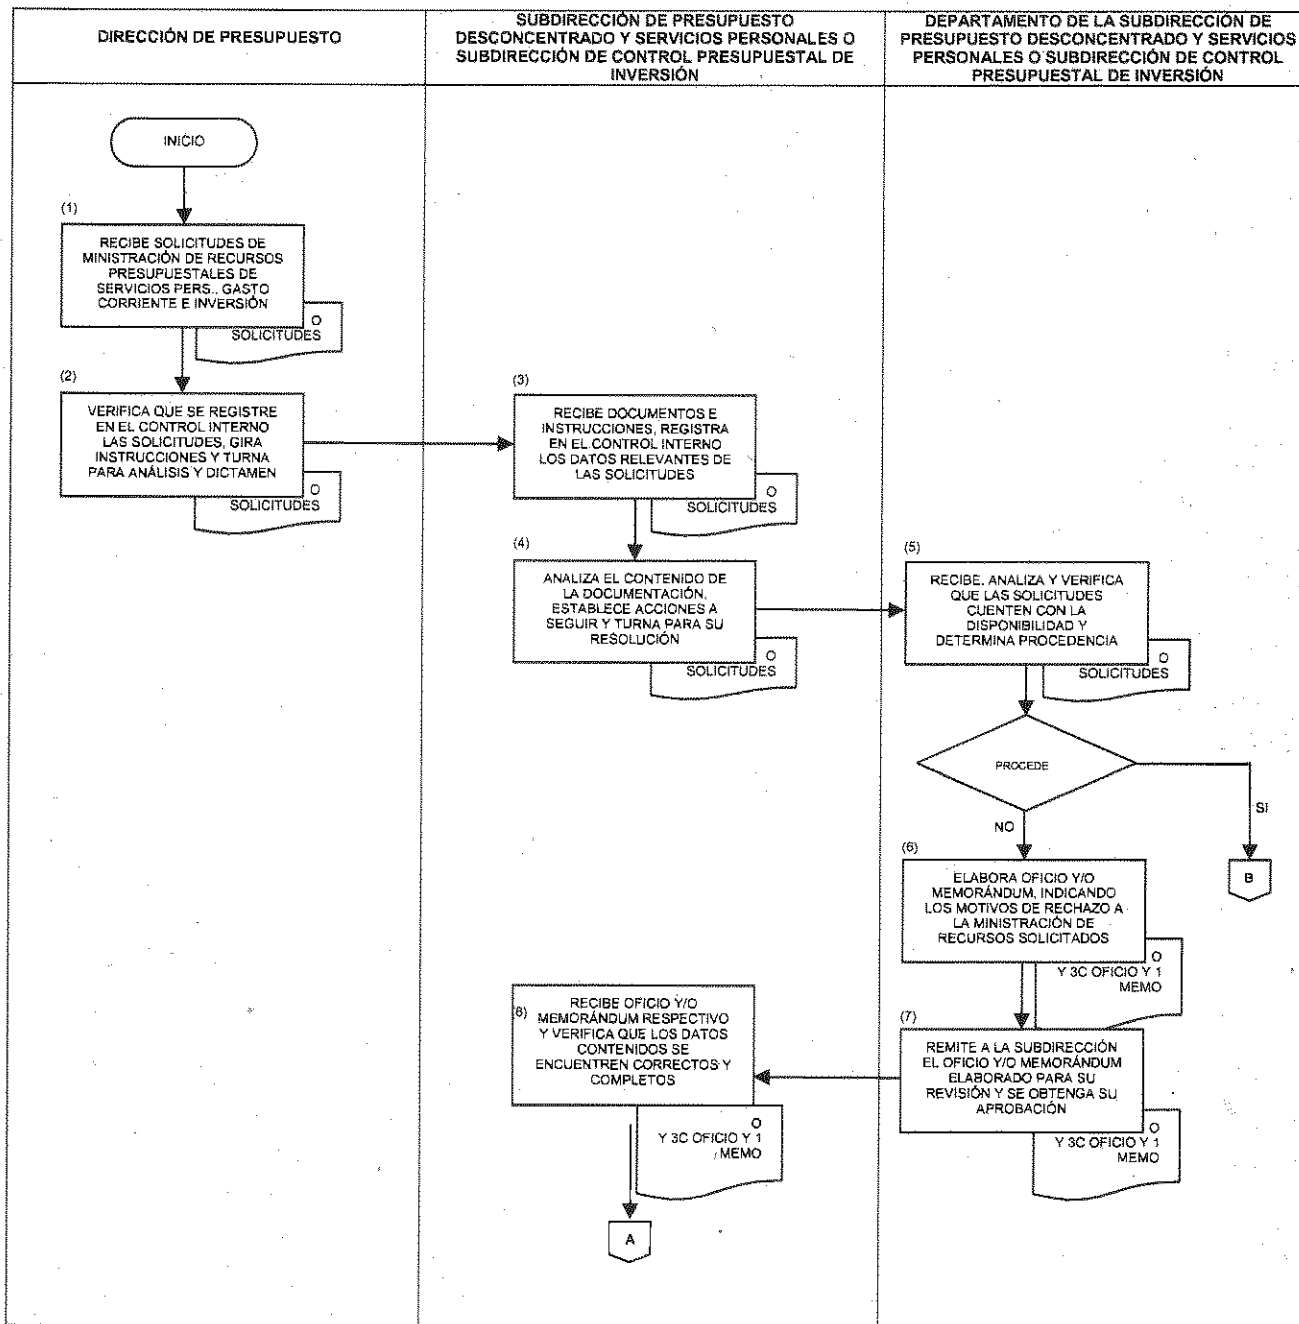 DIRECCIÓN DE PRESUPUESTO
SUBDIRECCIÓN DE PRESUPUESTO
DESCONCENTRADO Y SERVICIOS PERSONALES O
SUBDIRECCIÓN DE CONTROL PRESUPUESTAL DE
INVERSIÓN
DEPARTAMENTO DE LA SUBDIRECCIÓN DE
PRESUPUESTO DESCONCENTRADO Y SERVICIOS
PERSONALES O SUBDIRECCIÓN DE CONTROL
PRESUPUESTAL DE INVERSIÓN
INICIO
(1)
RECIBE SOLICITUDES DE
MINISTRACIÓN DE RECURSOS
PRESUPUESTALES DE
SERVICIOS PERS., GASTO
CORRIENTE E INVERSIÓN
O
SOLICITUDES
(2)
VERIFICA QUE SE REGISTRE
EN EL CONTROL INTERNO
LAS SOLICITUDES, GIRA
INSTRUCCIONES Y TURNA
PARA ANÁLISIS Y DICTAMEN
O
SOLICITUDES
(3)
RECIBE DOCUMENTOS E
INSTRUCCIONES, REGISTRA
EN EL CONTROL INTERNO
LOS DATOS RELEVANTES DE
LAS SOLICITUDES
O
SOLICITUDES
(4)
ANALIZA EL CONTENIDO DE
LA DOCUMENTACIÓN,
ESTABLECE ACCIONES A
SEGUIR Y TURNA PARA SU
RESOLUCIÓN
O
SOLICITUDES
(5)
RECIBE, ANALIZA Y VERIFICA
QUE LAS SOLICITUDES
CUENTEN CON LA
DISPONIBILIDAD Y
DETERMINA PROCEDENCIA
O
SOLICITUDES
PROCEDE
SI
NO
B
(6)
ELABORA OFICIO Y/O
MEMORÁNDUM, INDICANDO
LOS MOTIVOS DE RECHAZO A
LA MINISTRACIÓN DE
RECURSOS SOLICITADOS
O
Y 3C OFICIO Y 1
MEMO
(7)
REMITE A LA SUBDIRECCIÓN
EL OFICIO Y/O MEMORÁNDUM
ELABORADO PARA SU
REVISIÓN Y SE OBTENGA SU
APROBACIÓN
O
Y 3C OFICIO Y 1
MEMO
8)
RECIBE OFICIO Y/O
MEMORÁNDUM RESPECTIVO
Y VERIFICA QUE LOS DATOS
CONTENIDOS SE
ENCUENTREN CORRECTOS Y
COMPLETOS
O
Y 3C OFICIO Y 1
MEMO
A